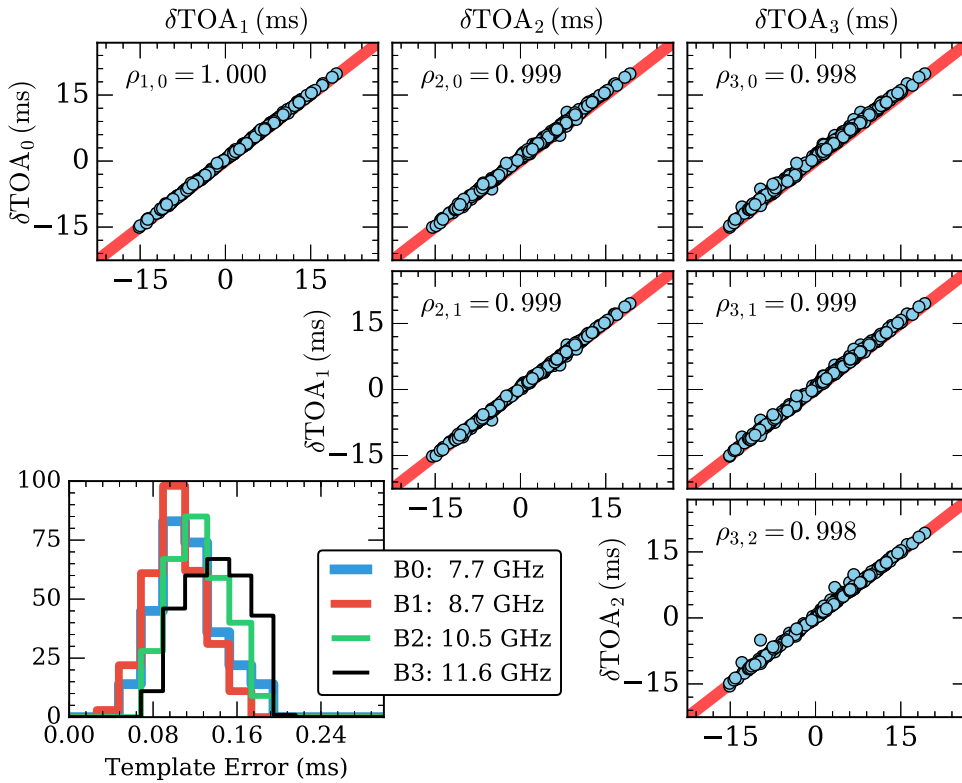 δTOA₁ (ms) δTOA₂ (ms) δTOA₃ (ms)
δTOA₀ (ms)
15
0
−15
ρ₁,₀ = 1.000
ρ₂,₀ = 0.999
ρ₃,₀ = 0.998
−15 0 15
δTOA₁ (ms)
15
0
−15
ρ₂,₁ = 0.999
ρ₃,₁ = 0.999
−15 0 15
δTOA₂ (ms)
15
0
−15
ρ₃,₂ = 0.998
−15 0 15
100
75
50
25
0
0.00 0.08 0.16 0.24
Template Error (ms)
B0: 7.7 GHz
B1: 8.7 GHz
B2: 10.5 GHz
B3: 11.6 GHz